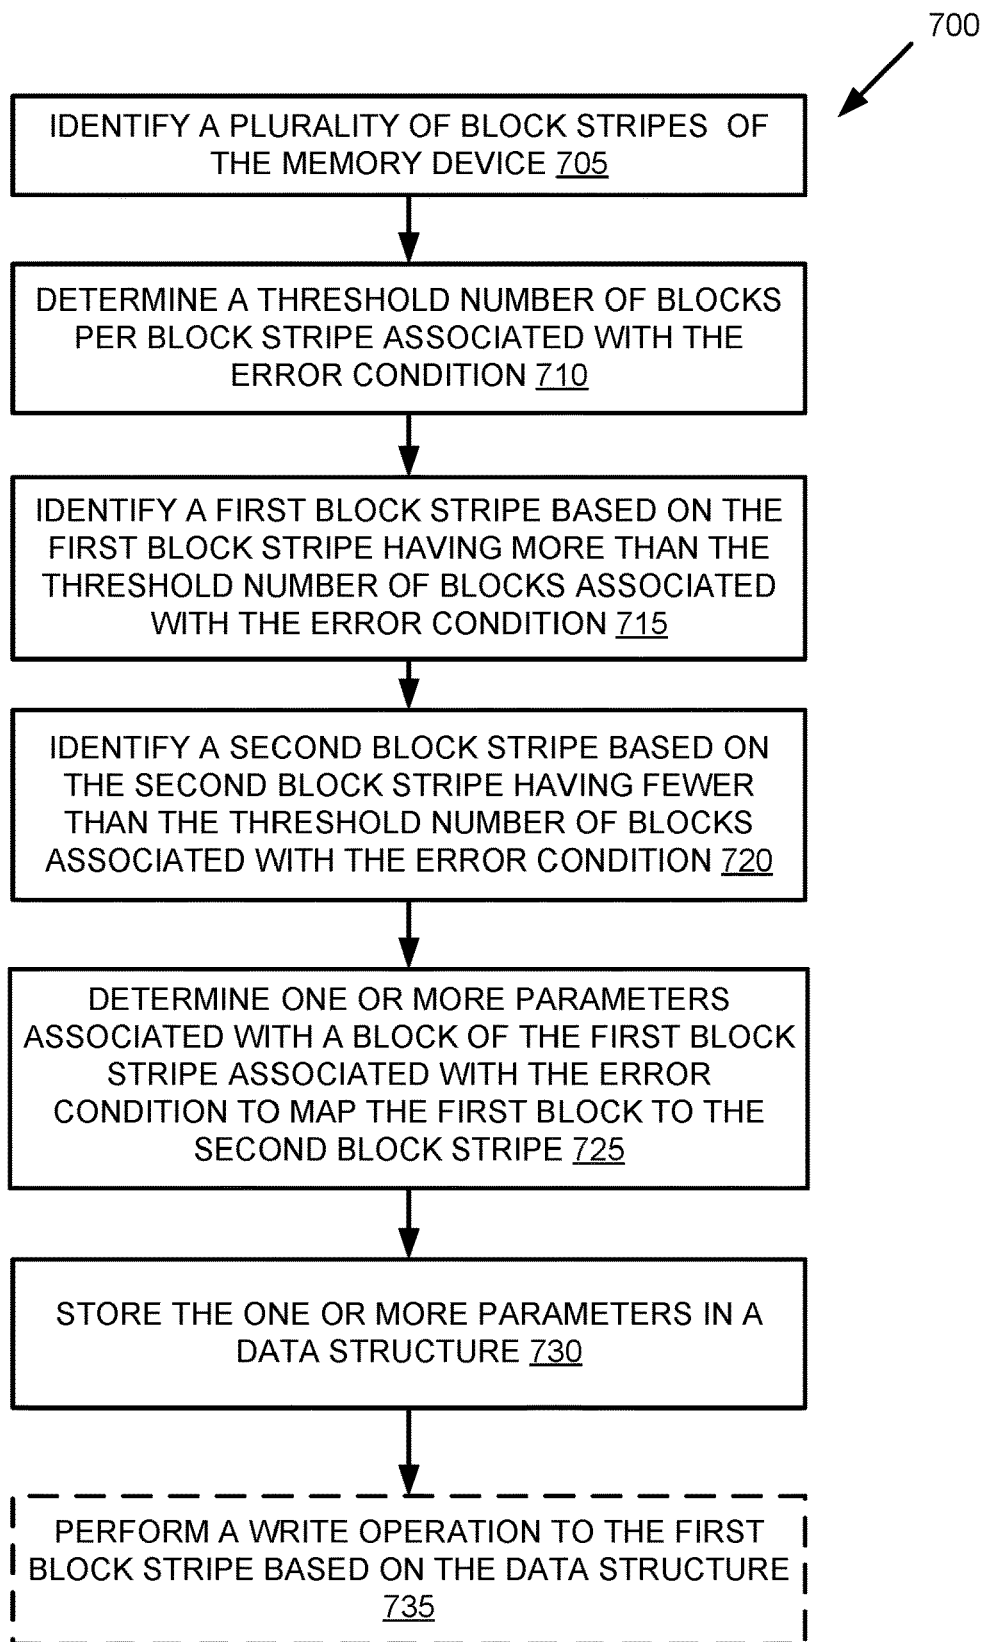 700
IDENTIFY A PLURALITY OF BLOCK STRIPES OF
THE MEMORY DEVICE 705
DETERMINE A THRESHOLD NUMBER OF BLOCKS
PER BLOCK STRIPE ASSOCIATED WITH THE
ERROR CONDITION 710
IDENTIFY A FIRST BLOCK STRIPE BASED ON THE
FIRST BLOCK STRIPE HAVING MORE THAN THE
THRESHOLD NUMBER OF BLOCKS ASSOCIATED
WITH THE ERROR CONDITION 715
IDENTIFY A SECOND BLOCK STRIPE BASED ON
THE SECOND BLOCK STRIPE HAVING FEWER
THAN THE THRESHOLD NUMBER OF BLOCKS
ASSOCIATED WITH THE ERROR CONDITION 720
DETERMINE ONE OR MORE PARAMETERS
ASSOCIATED WITH A BLOCK OF THE FIRST BLOCK
STRIPE ASSOCIATED WITH THE ERROR
CONDITION TO MAP THE FIRST BLOCK TO THE
SECOND BLOCK STRIPE 725
STORE THE ONE OR MORE PARAMETERS IN A
DATA STRUCTURE 730
PERFORM A WRITE OPERATION TO THE FIRST
BLOCK STRIPE BASED ON THE DATA STRUCTURE
735